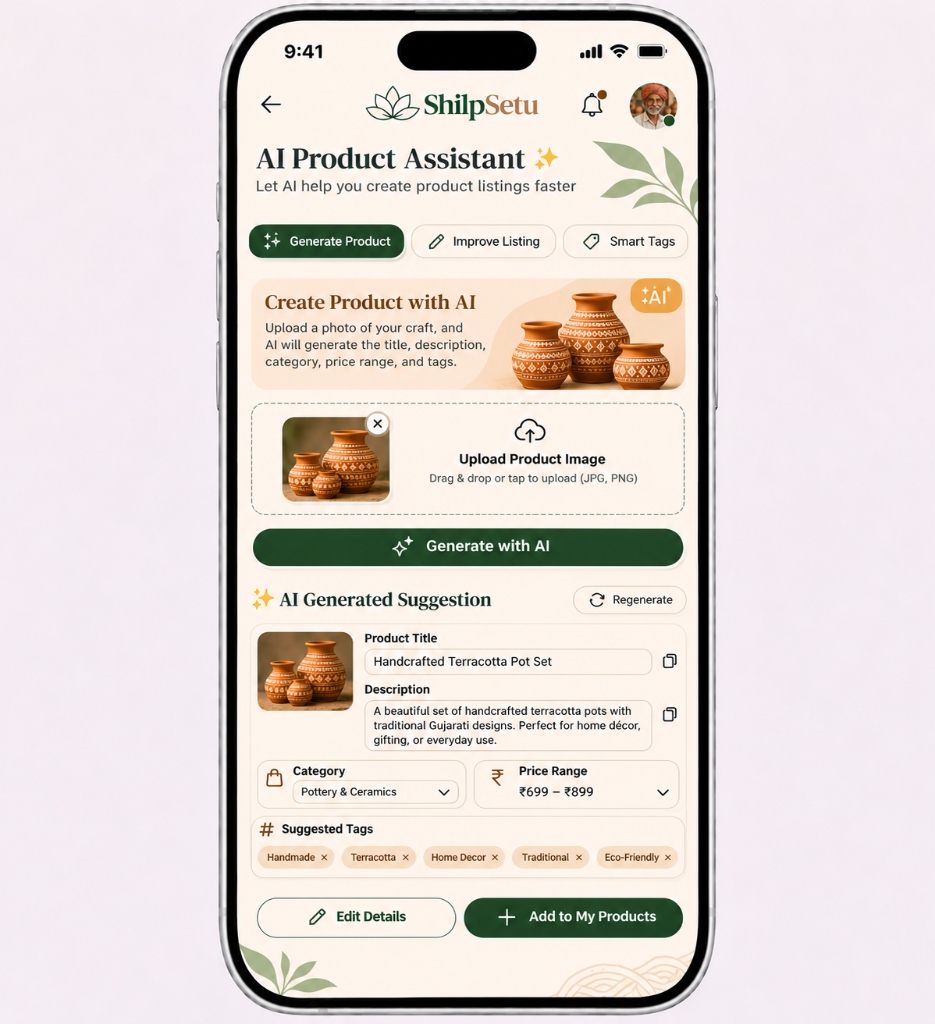 9:41
ShilpSetu
AI Product Assistant
Let AI help you create product listings faster
Generate Product
Improve Listing
Smart Tags
Create Product with AI
AI
Upload a photo of your craft, and
AI will generate the title, description,
category, price range, and tags.
Upload Product Image
Drag & drop or tap to upload (JPG, PNG)
Generate with AI
AI Generated Suggestion
Regenerate
Product Title
Handcrafted Terracotta Pot Set
Description
A beautiful set of handcrafted terracotta pots with
traditional Gujarati designs. Perfect for home décor,
gifting, or everyday use.
Category
Pottery & Ceramics
₹
Price Range
₹699 – ₹899
# Suggested Tags
Handmade ×
Terracotta ×
Home Decor ×
Traditional ×
Eco-Friendly ×
Edit Details
Add to My Products